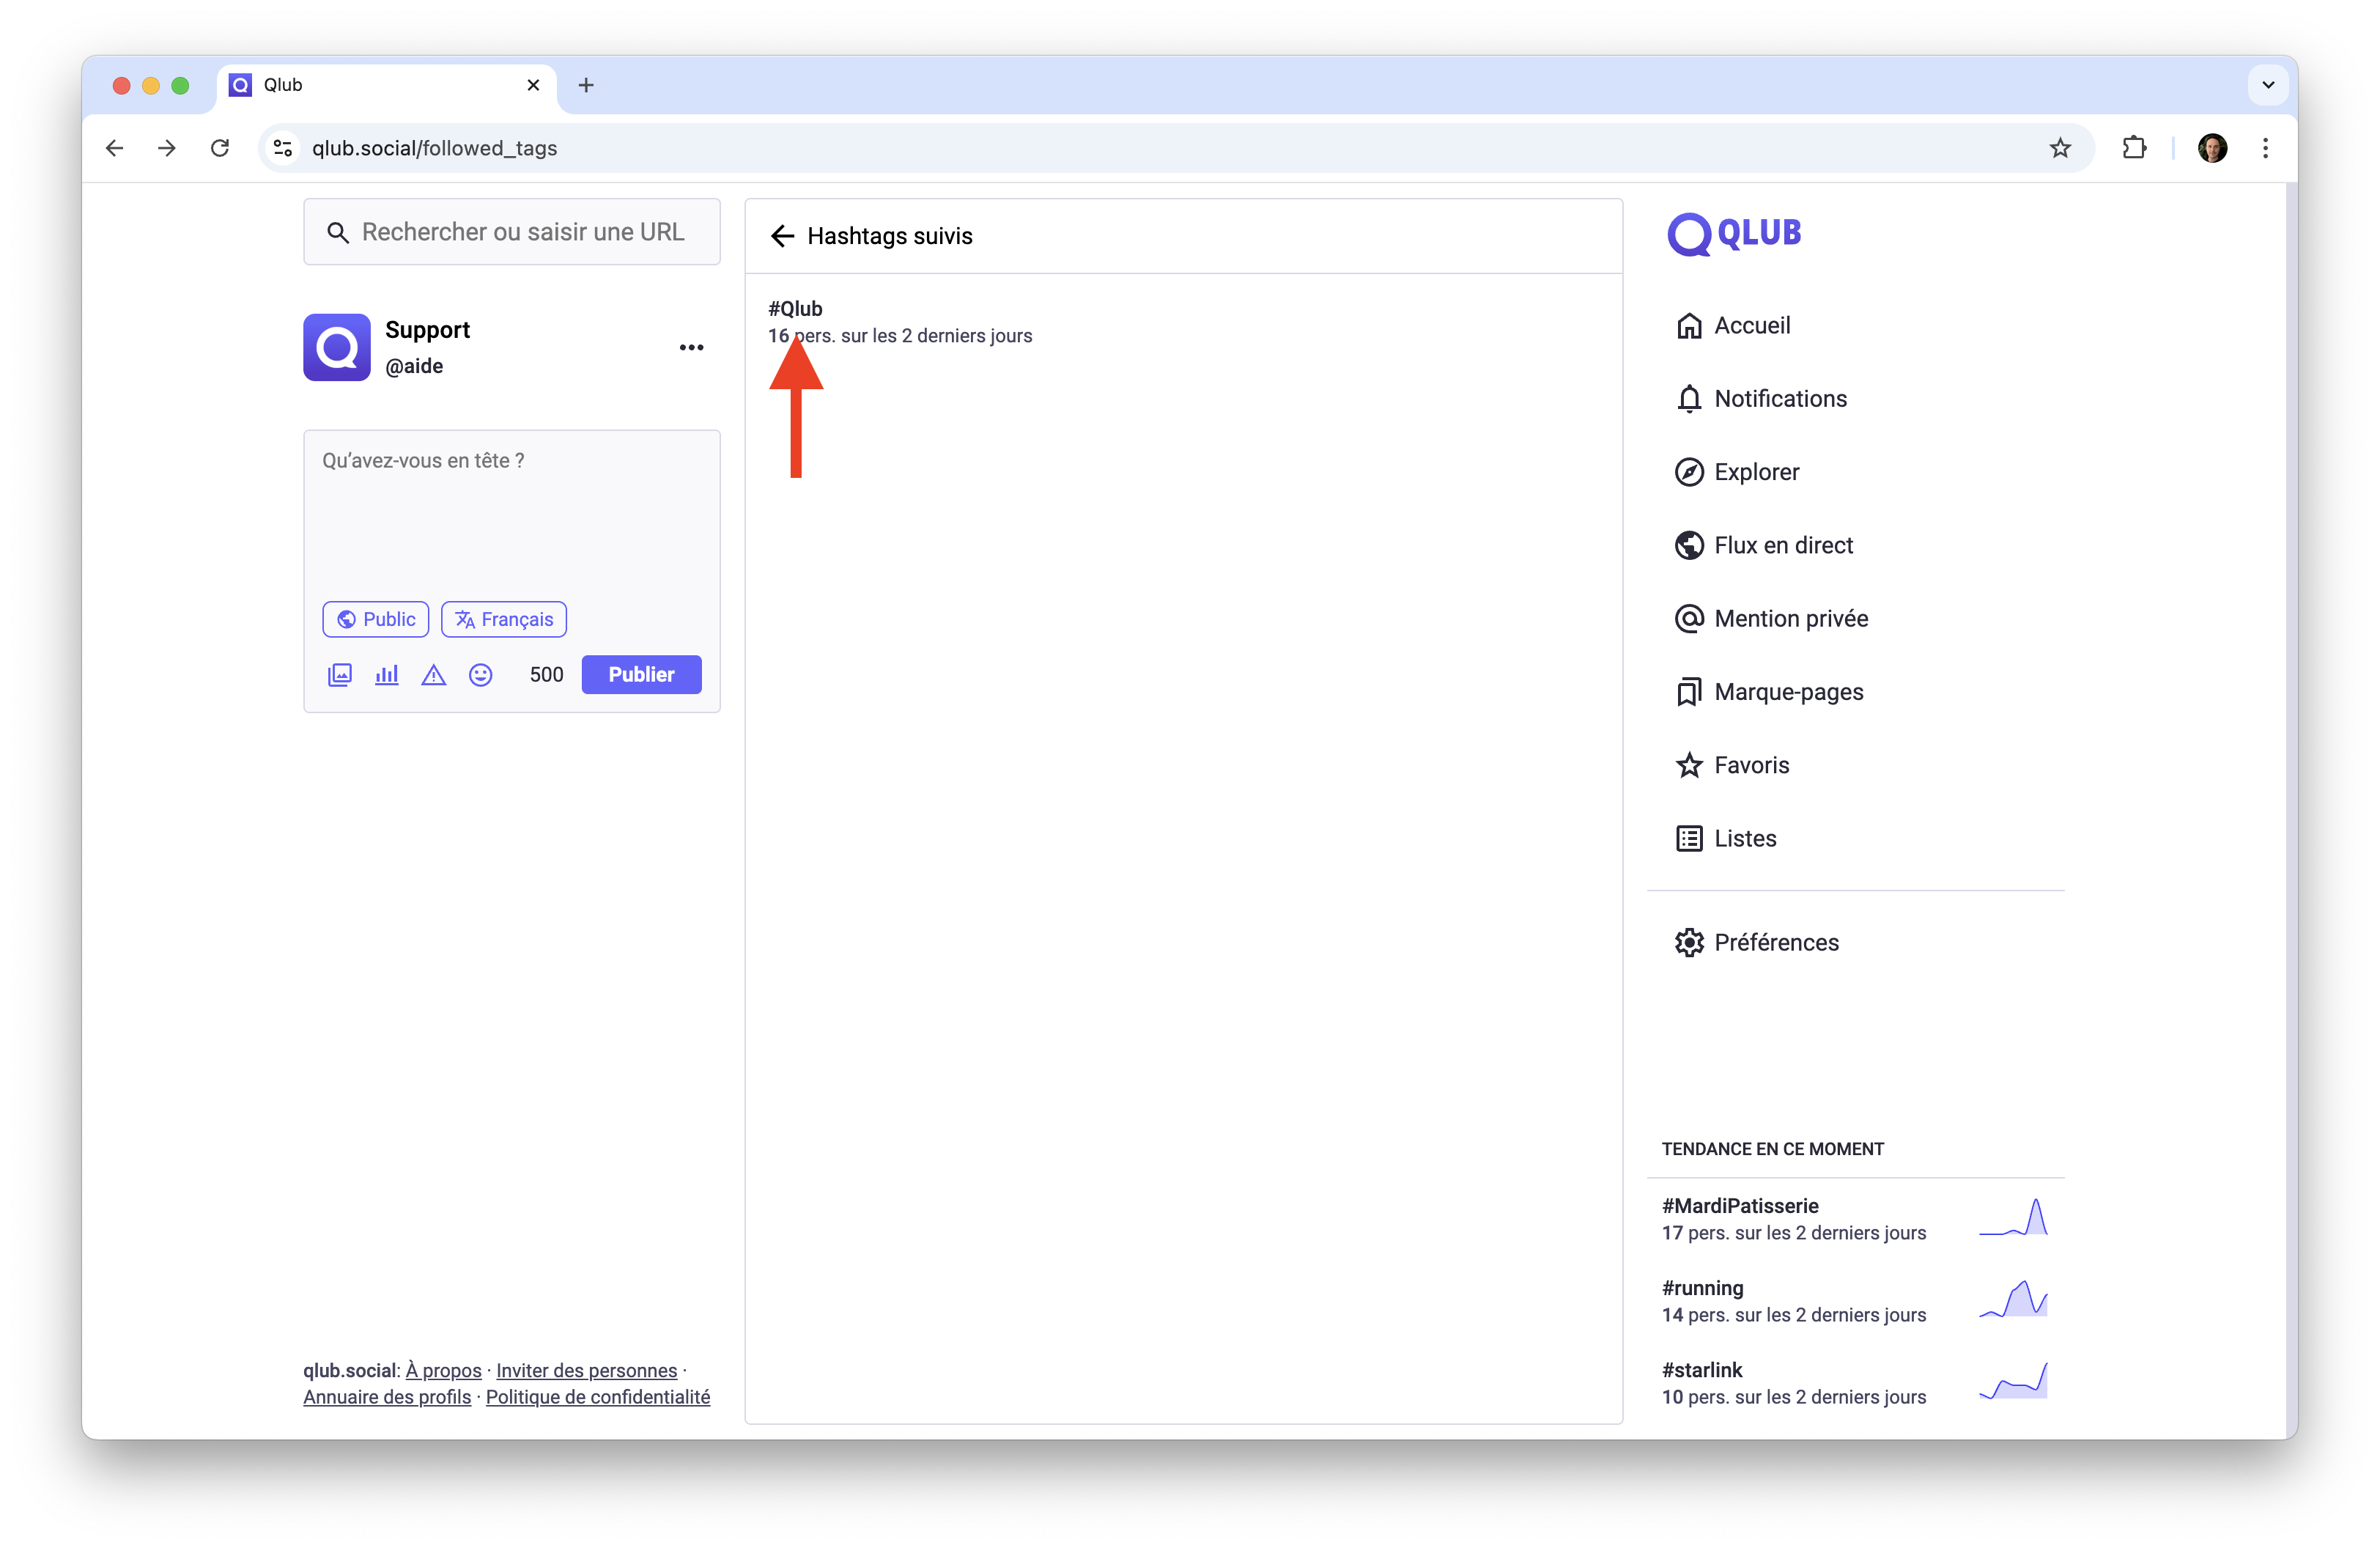 Qlub
qlub.social/followed_tags
Rechercher ou saisir une URL
Support
@aide
Qu’avez-vous en tête ?
Public
Français
500
Publier
qlub.social: À propos · Inviter des personnes ·
Annuaire des profils · Politique de confidentialité
Hashtags suivis
#Qlub
16 pers. sur les 2 derniers jours
QLUB
Accueil
Notifications
Explorer
Flux en direct
Mention privée
Marque-pages
Favoris
Listes
Préférences
TENDANCE EN CE MOMENT
#MardiPatisserie
17 pers. sur les 2 derniers jours
#running
14 pers. sur les 2 derniers jours
#starlink
10 pers. sur les 2 derniers jours